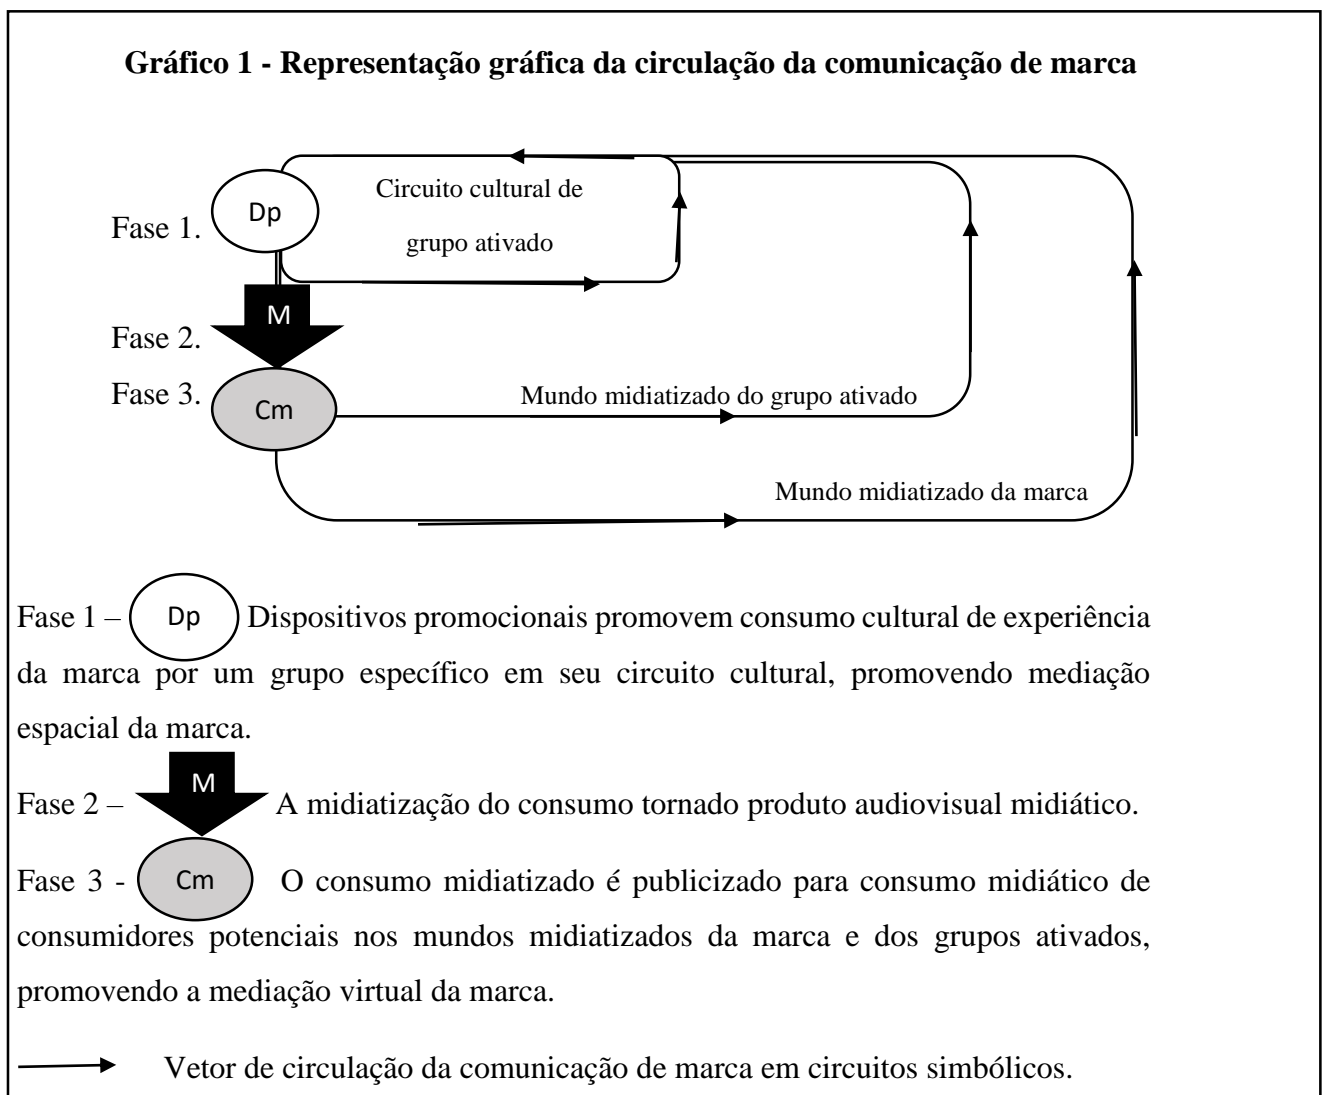 Gráfico 1 - Representação gráfica da circulação da comunicação de marca
Circuito cultural de
grupo ativado
Dp
Fase 1.
M
Fase 2.
Fase 3.
Cm
Mundo midiatizado do grupo ativado
Mundo midiatizado da marca
Fase 1 – Dp Dispositivos promocionais promovem consumo cultural de experiência
da marca por um grupo específico em seu circuito cultural, promovendo mediação
espacial da marca.
Fase 2 – M A midiatização do consumo tornado produto audiovisual midiático.
Fase 3 - Cm O consumo midiatizado é publicizado para consumo midiático de
consumidores potenciais nos mundos midiatizados da marca e dos grupos ativados,
promovendo a mediação virtual da marca.
Vetor de circulação da comunicação de marca em circuitos simbólicos.